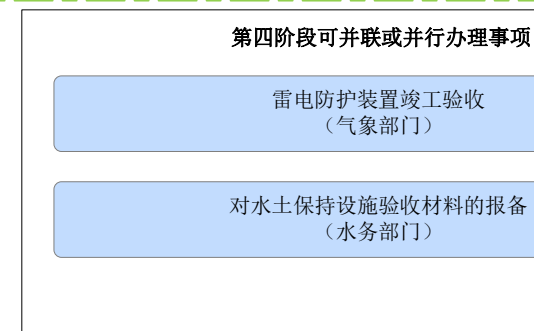 第四阶段可并联或并行办理事项
雷电防护装置竣工验收
（气象部门）
对水土保持设施验收材料的报备
（水务部门）